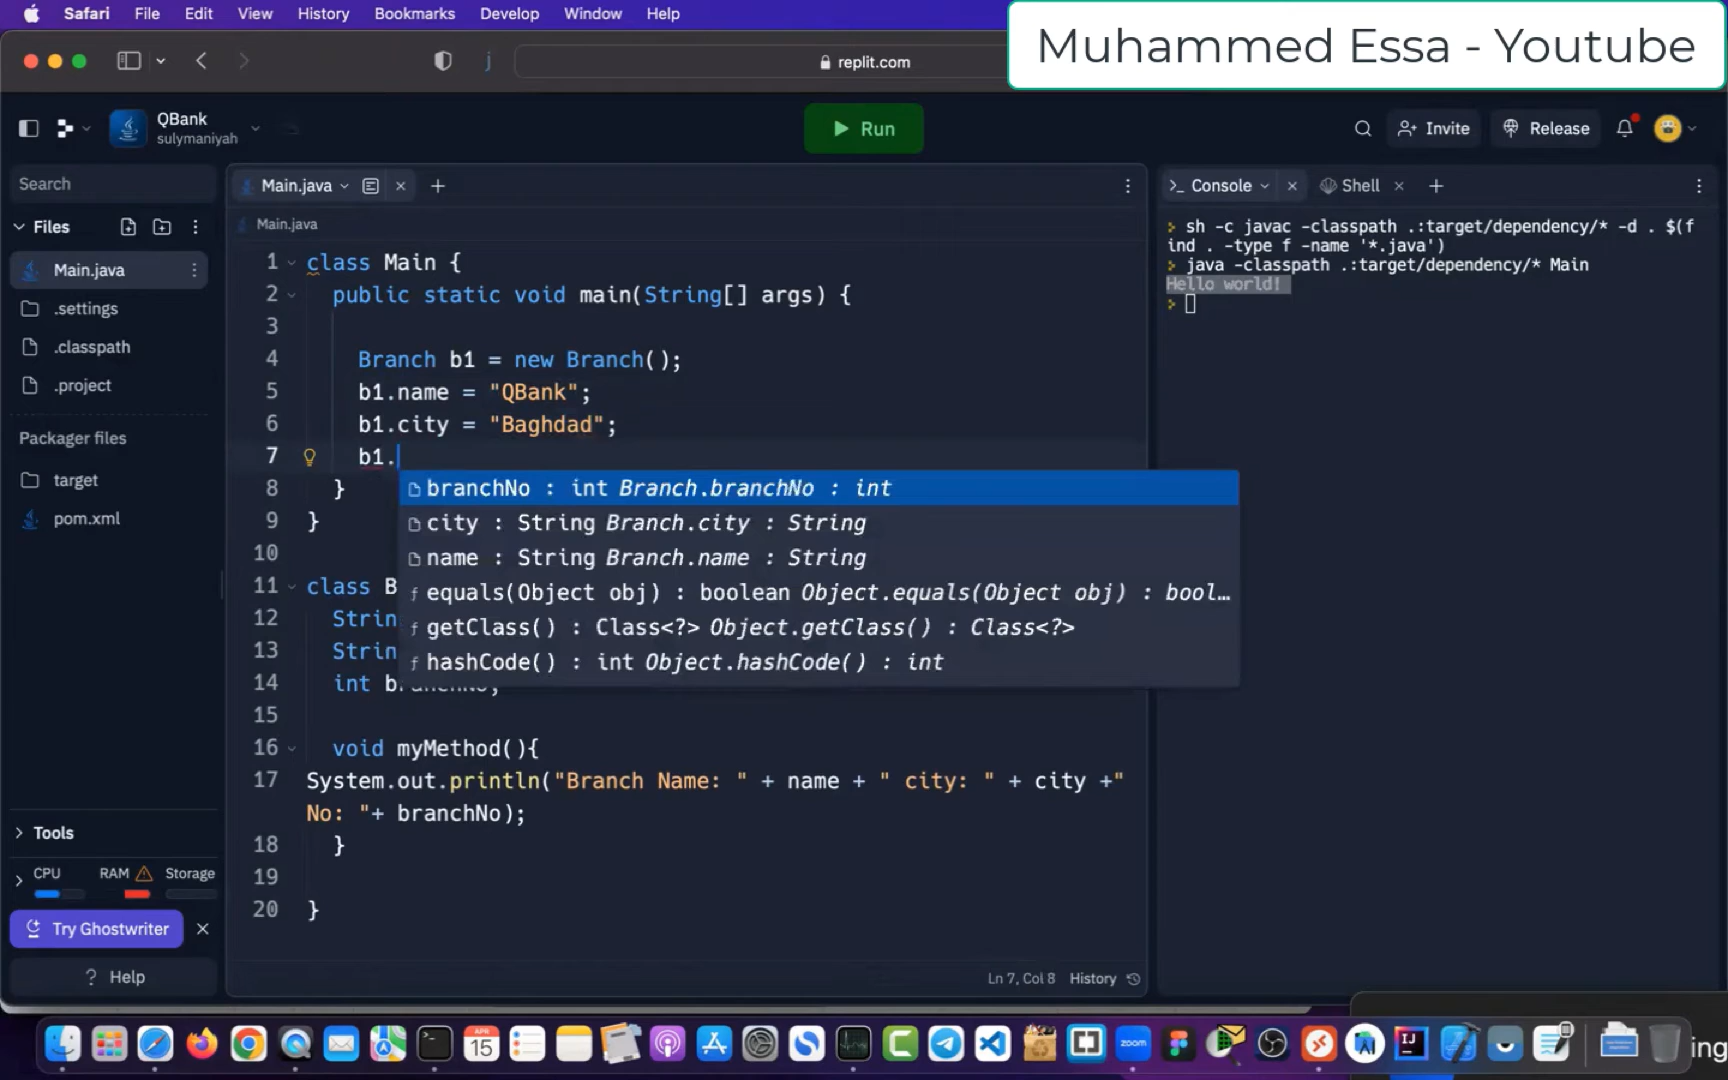 Safari File Edit View History Bookmarks Develop Window Help
Muhammed Essa - Youtube
replit.com
QBank
sulymaniyah
Run
Invite
Release
Search
Main.java
Console
Shell
Files
Main.java
Main.java
.settings
.classpath
.project
Packager files
target
pom.xml
1 class Main {
2 public static void main(String[] args) {
3
4 Branch b1 = new Branch();
5 b1.name = "QBank";
6 b1.city = "Baghdad";
7 b1.
8 }
9 }
10
11 class B
12 Strin
13 Strin
14 int branchNo;
15
16 void myMethod(){
17 System.out.println("Branch Name: " + name + " city: " + city +"
No: "+ branchNo);
18 }
19
20 }
branchNo : int Branch.branchNo : int
city : String Branch.city : String
name : String Branch.name : String
equals(Object obj) : boolean Object.equals(Object obj) : bool…
getClass() : Class<?> Object.getClass() : Class<?>
hashCode() : int Object.hashCode() : int
sh -c javac -classpath .:target/dependency/* -d . $(f
ind . -type f -name '*.java')
java -classpath .:target/dependency/* Main
Hello world!
Tools
CPU RAM Storage
Try Ghostwriter
? Help
Ln 7, Col 8 History
APR
15
zoom
IJ
ing